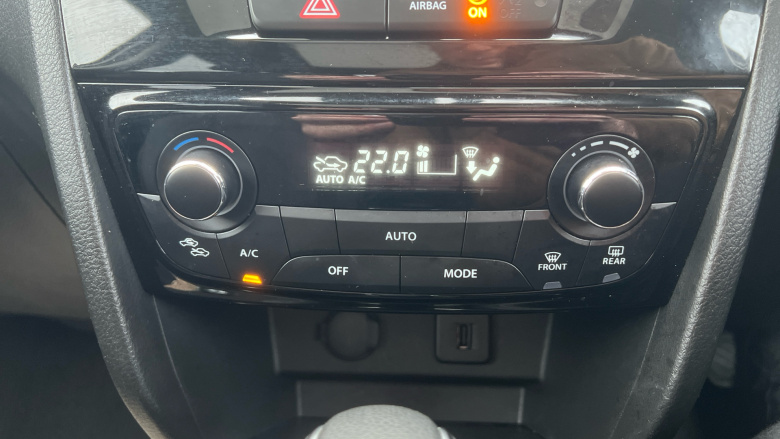 AIRBAG
ON
22.0
AUTO A/C
A/C
AUTO
OFF
MODE
FRONT
REAR